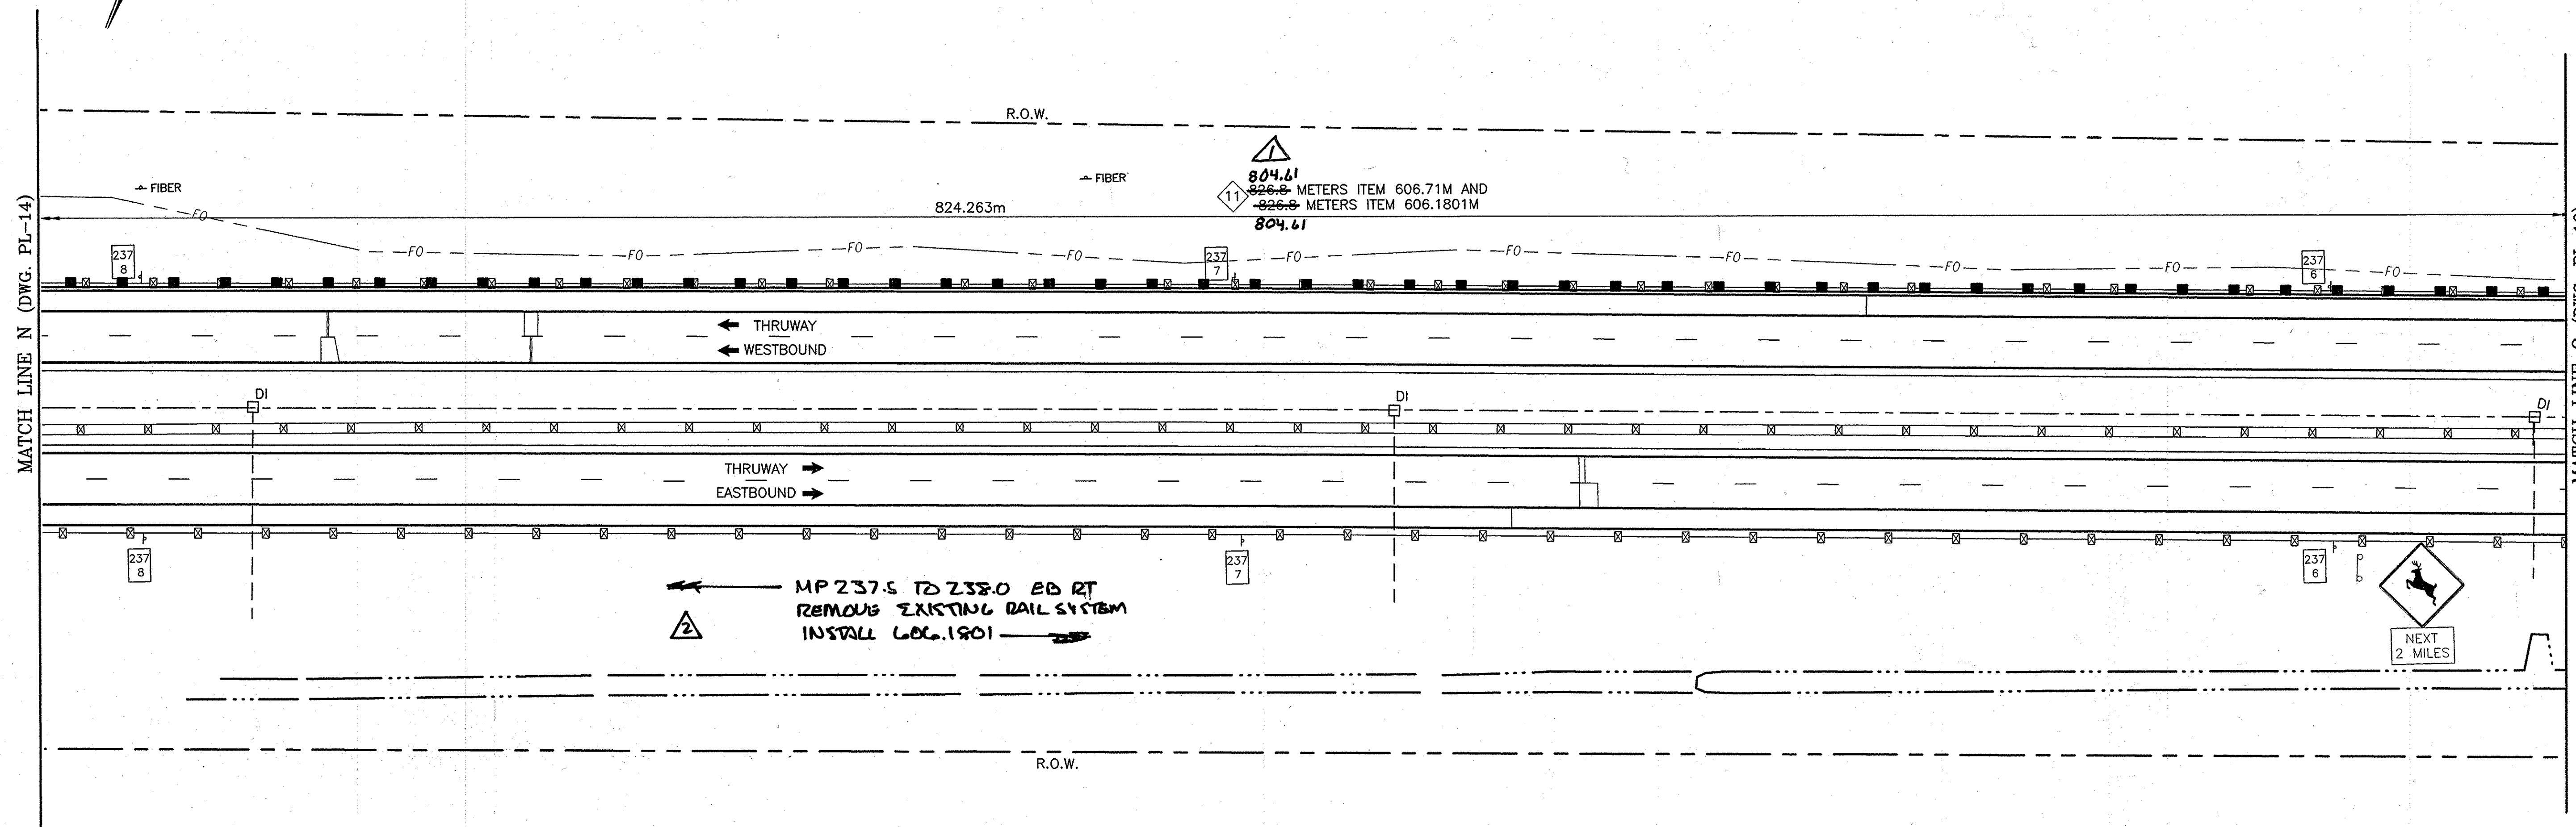 R.O.W.
1
804.61
FIBER
FIBER
11
826.8 METERS ITEM 606.71M AND
826.8 METERS ITEM 606.1801M
804.61
824.263m
MATCH LINE N (DWG. PL-14)
FO
FO
FO
FO
FO
FO
FO
FO
FO
FO
FO
237
8
237
7
237
6
THRUWAY
WESTBOUND
DI
DI
DI
THRUWAY
EASTBOUND
237
8
237
7
237
6
MP 237.5 TO 238.0 EB RT
REMOVE EXISTING RAIL SYSTEM
2
INSTALL 606.1801
NEXT
2 MILES
R.O.W.